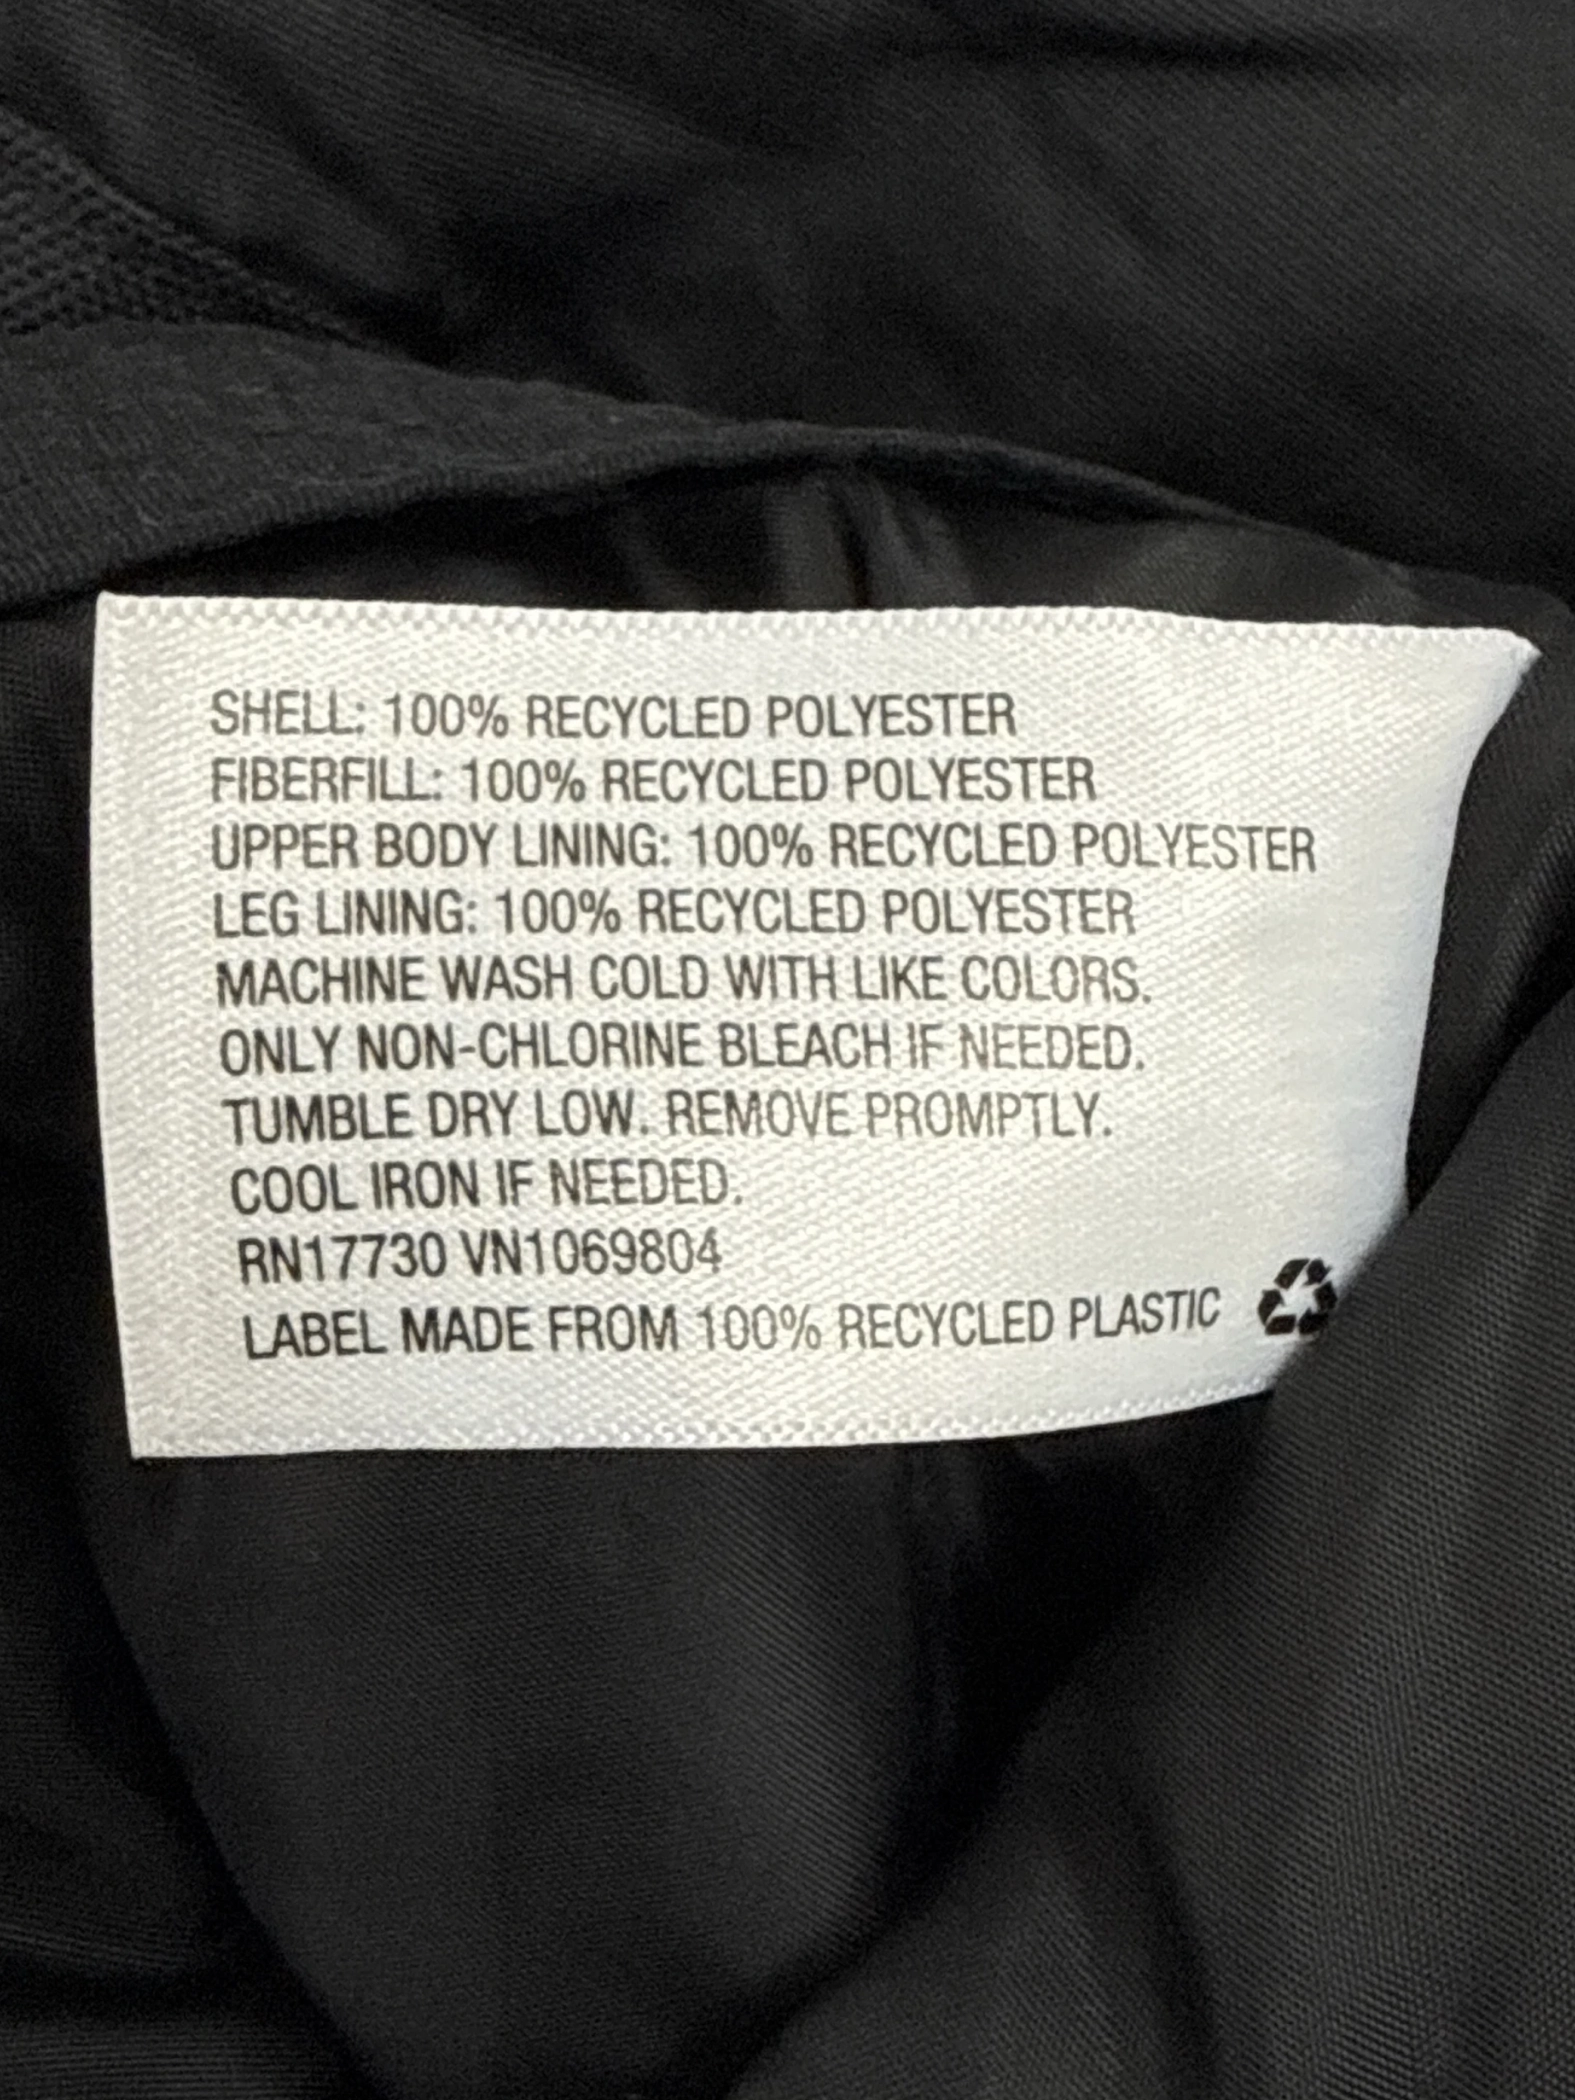 SHELL: 100% RECYCLED POLYESTER
FIBERFILL: 100% RECYCLED POLYESTER
UPPER BODY LINING: 100% RECYCLED POLYESTER
LEG LINING: 100% RECYCLED POLYESTER
MACHINE WASH COLD WITH LIKE COLORS.
ONLY NON-CHLORINE BLEACH IF NEEDED.
TUMBLE DRY LOW. REMOVE PROMPTLY.
COOL IRON IF NEEDED.
RN17730 VN1069804
LABEL MADE FROM 100% RECYCLED PLASTIC